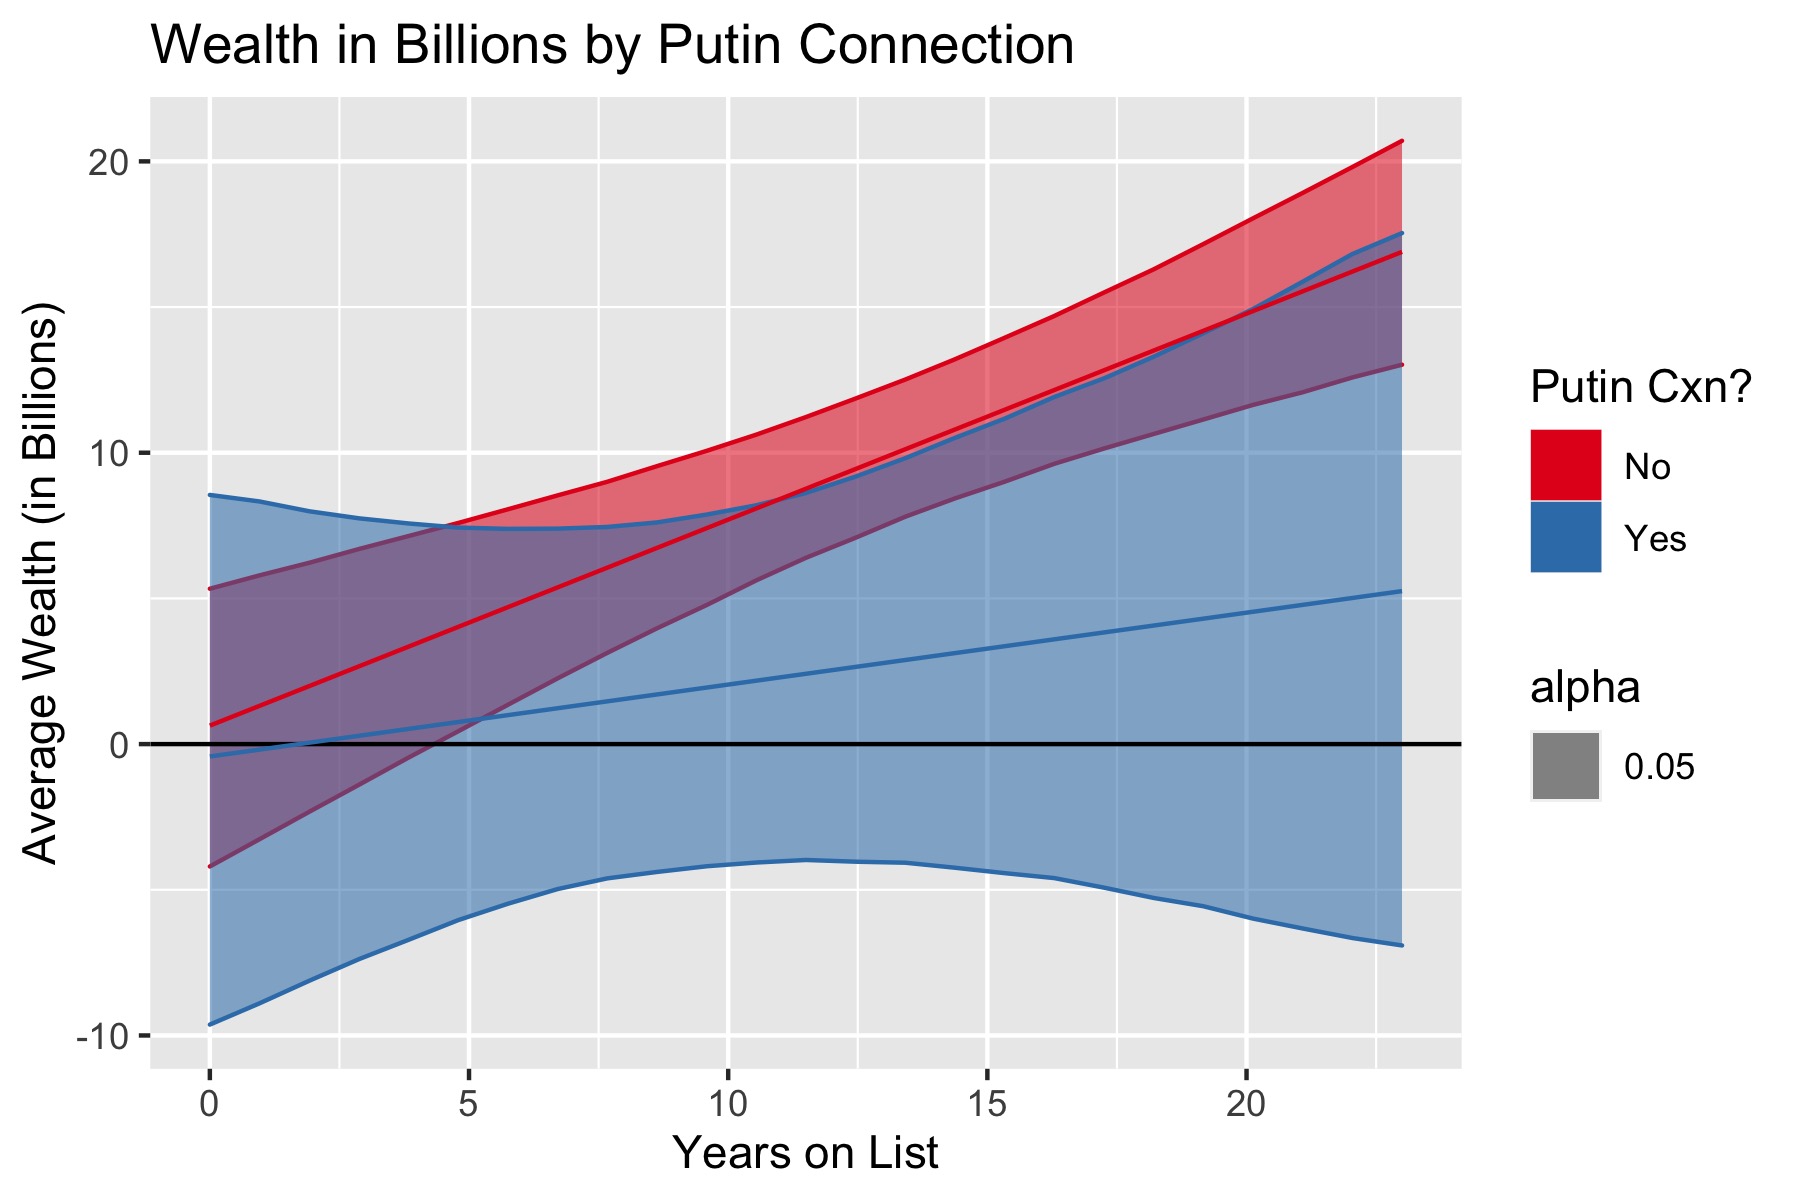 Wealth in Billions by Putin Connection
Average Wealth (in Billions)
20
10
0
-10
0
5
10
15
20
Years on List
Putin Cxn?
No
Yes
alpha
0.05